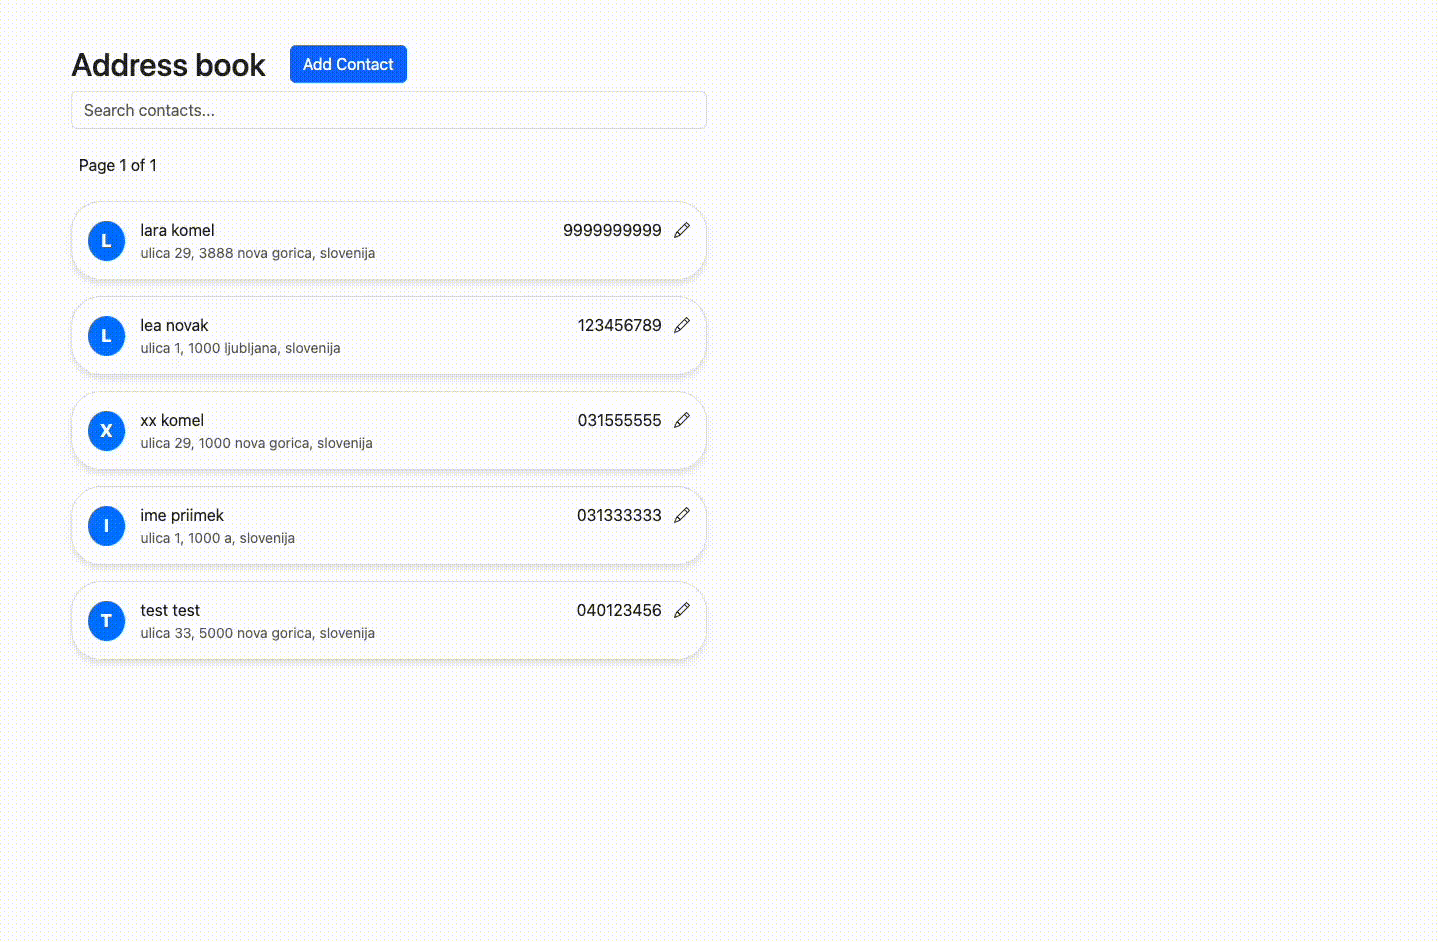 Address book
Add Contact
Search contacts...
Page 1 of 1
L
lara komel
9999999999
ulica 29, 3888 nova gorica, slovenija
L
lea novak
123456789
ulica 1, 1000 ljubljana, slovenija
X
xx komel
031555555
ulica 29, 1000 nova gorica, slovenija
I
ime priimek
031333333
ulica 1, 1000 a, slovenija
T
test test
040123456
ulica 33, 5000 nova gorica, slovenija